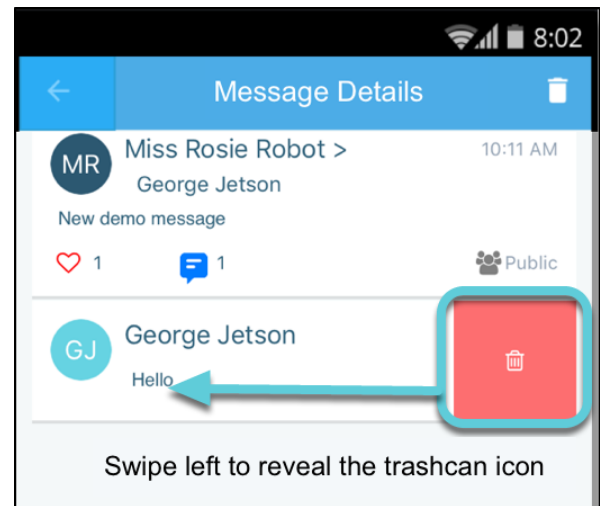 8:02
Message Details
MR Miss Rosie Robot > 10:11 AM
George Jetson
New demo message
1 1 Public
GJ George Jetson
Hello
Swipe left to reveal the trashcan icon